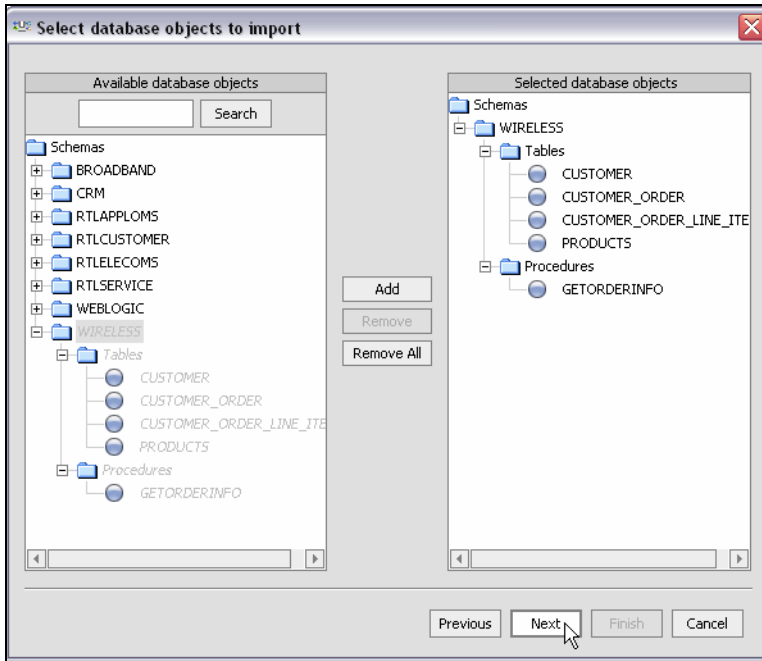 Select database objects to import
Available database objects
Search
Schemas
BROADBAND
CRM
RTLAPPLOMS
RTLCUSTOMER
RTLELECOMS
RTLSERVICE
WEBLOGIC
WIRELESS
Tables
CUSTOMER
CUSTOMER_ORDER
CUSTOMER_ORDER_LINE_ITE
PRODUCTS
Procedures
GETORDERINFO
Add
Remove
Remove All
Selected database objects
Schemas
WIRELESS
Tables
CUSTOMER
CUSTOMER_ORDER
CUSTOMER_ORDER_LINE_ITE
PRODUCTS
Procedures
GETORDERINFO
Previous Next Finish Cancel